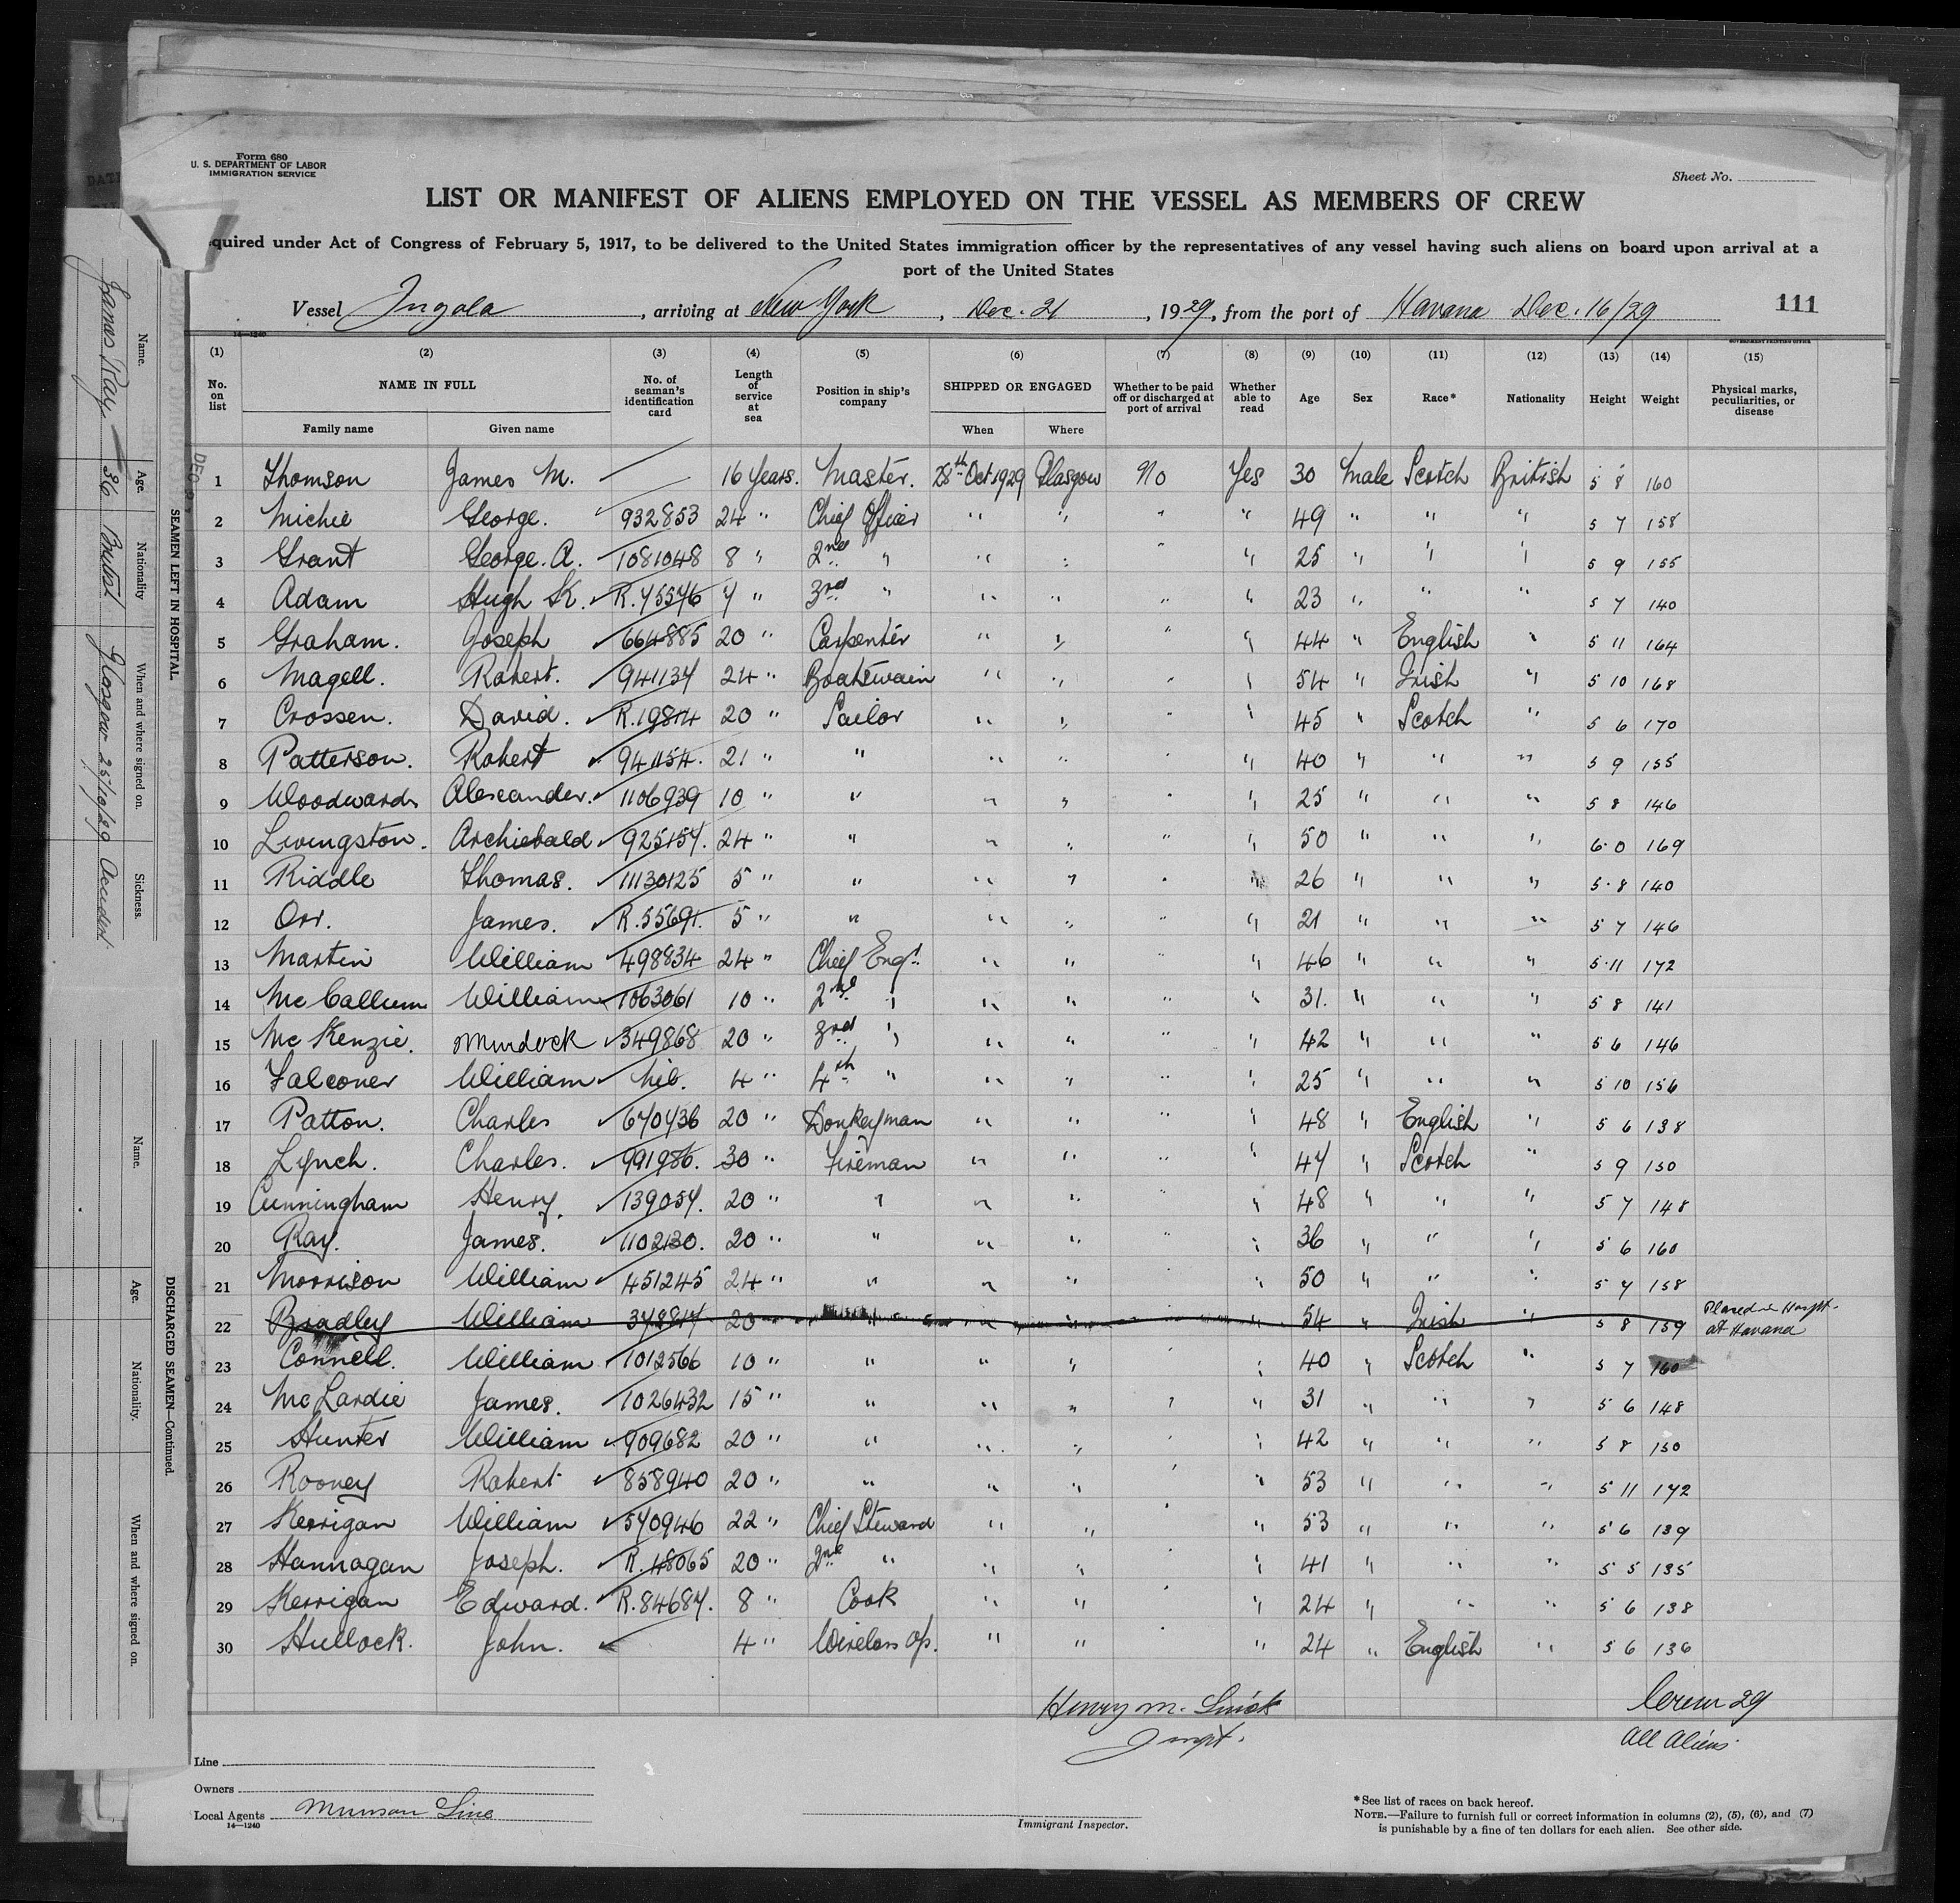 Form 680
U. S. DEPARTMENT OF LABOR
IMMIGRATION SERVICE
Sheet No.
LIST OR MANIFEST OF ALIENS EMPLOYED ON THE VESSEL AS MEMBERS OF CREW
quired under Act of Congress of February 5, 1917, to be delivered to the United States immigration officer by the representatives of any vessel having such aliens on board upon arrival at a
port of the United States
Vessel Ingola, arriving at New York, Dec. 21, 1929, from the port of Havana Dec. 16/29 111
14—1240 GOVERNMENT PRINTING OFFICE
(1) (2) (3) (4) (5) (6) (7) (8) (9) (10) (11) (12) (13) (14) (15)
No. on list NAME IN FULL No. of seaman's identification card Length of service at sea Position in ship's company SHIPPED OR ENGAGED Whether to be paid off or discharged at port of arrival Whether able to read Age Sex Race* Nationality Height Weight Physical marks, peculiarities, or disease
Family name Given name When Where
1 Thomson James M. — 16 Years. Master. 28th Oct 1929 Glasgow No Yes 30 Male Scotch British 5 8 160
2 Michie George. 932853 24 " Chief Officer " " " " 49 " " " 5 7 158
3 Grant George. A. 1081048 8 " 2nd " " " " " 25 " " " 5 9 155
4 Adam Hugh K. R.75576 7 " 3rd " " " " " 23 " " " 5 7 140
5 Graham. Joseph 664885 20 " Carpenter " " " " 44 " English " 5 11 164
6 Magell. Robert. 941134 24 " Boatswain " " " " 54 " Irish " 5 10 168
7 Crossen. David. R.19814 20 " Sailor " " " " 45 " Scotch " 5 6 170
8 Patterson. Robert 941154. 21 " " " " " " 40 " " " 5 9 155
9 Woodwards Alexander. 1106939 10 " " " " " " 25 " " " 5 8 146
10 Livingston. Archiebald 925157. 24 " " " " " " 50 " " " 6.0 169
11 Riddle Thomas. 11130125 5 " " " " " " 26 " " " 5.8 140
12 Orr. James. R.55691. 5 " " " " " " 21 " " " 5 7 146
13 Martin William 498834 24 " Chief Engr. " " " " 46 " " " 5.11 172
14 McCallum William 1063061 10 " 2nd " " " " " 31. " " " 5 8 141
15 McKenzie. Murdock 349868 20 " 3rd " " " " " 42 " " " 5 6 146
16 Falconer William Nil. 4 " 4th " " " " " 25 " " " 5 10 156
17 Patton. Charles 670436 20 " Donkeyman " " " " 48 " English " 5 6 138
18 Lynch. Charles. 991986. 30 " Fireman " " " " 47 " Scotch " 5 9 150
19 Cunningham Henry. 139057. 20 " " " " " " 48 " " " 5 7 148
20 Ray. James. 1102130. 20 " " " " " " 36 " " " 5 6 160
21 Morrison William 451245 24 " " " " " " 50 " " " 5 7 158
22 Bradley William 20 " " " " " 54 " Irish " 5 8 159 Placed in Hospt. at Havana
23 Connell. William 1012566 10 " " " " " " 40 " Scotch " 5 7 160
24 McLardie James. 1026432 15 " " " " " " 31 " " " 5 6 148
25 Hunter William 909682 20 " " " " " " 42 " " " 5 8 150
26 Rooney Robert 858940 20 " " " " " " 53 " " " 5 11 172
27 Kerrigan William 570946 22 " Chief Steward " " " " 53 " " " 5 6 139
28 Hannagan Joseph. R.48065 20 " 2nd " " " " " 41 " " " 5 5 135
29 Kerrigan Edward. R.84687. 8 " Cook " " " " 24 " " " 5 6 138
30 Hullock. John. 4 " Wireless op. " " " " 24 " English " 5 6 136
Henry M.
Inspt.
29
All Aliens
Line
Owners
Local Agents Munson Line
14—1240
Immigrant Inspector.
*See list of races on back hereof.
NOTE.—Failure to furnish full or correct information in columns (2), (5), (6), and (7)
is punishable by a fine of ten dollars for each alien. See other side.
SEAMEN LEFT IN HOSPITAL.
Name. Age. Nationality When and where signed on. Sickness.
James Ray 36 British Glasgow 25/10/29 Accident
DISCHARGED SEAMEN—Continued.
Name. Age. Nationality. When and where signed on.